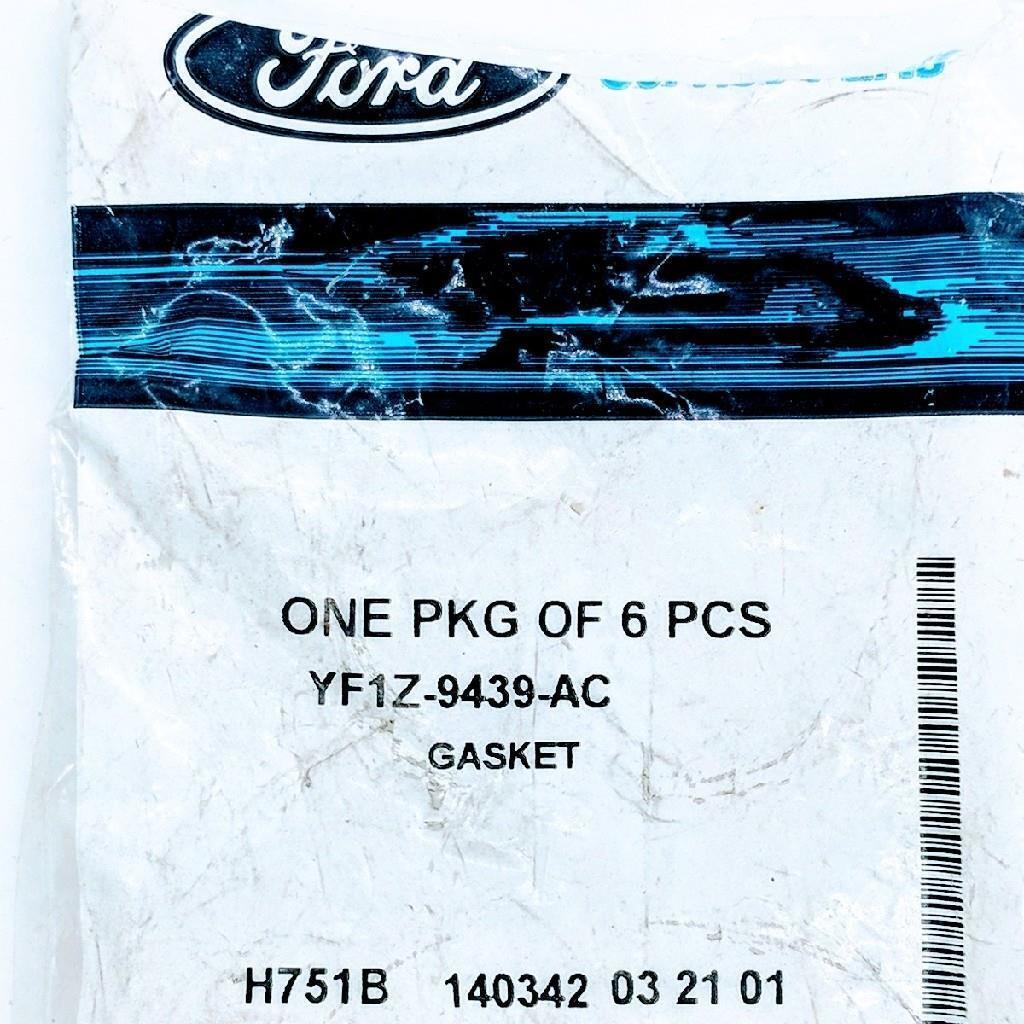 Ford
ONE PKG OF 6 PCS
YF1Z-9439-AC
GASKET
H751B 140342 03 21 01